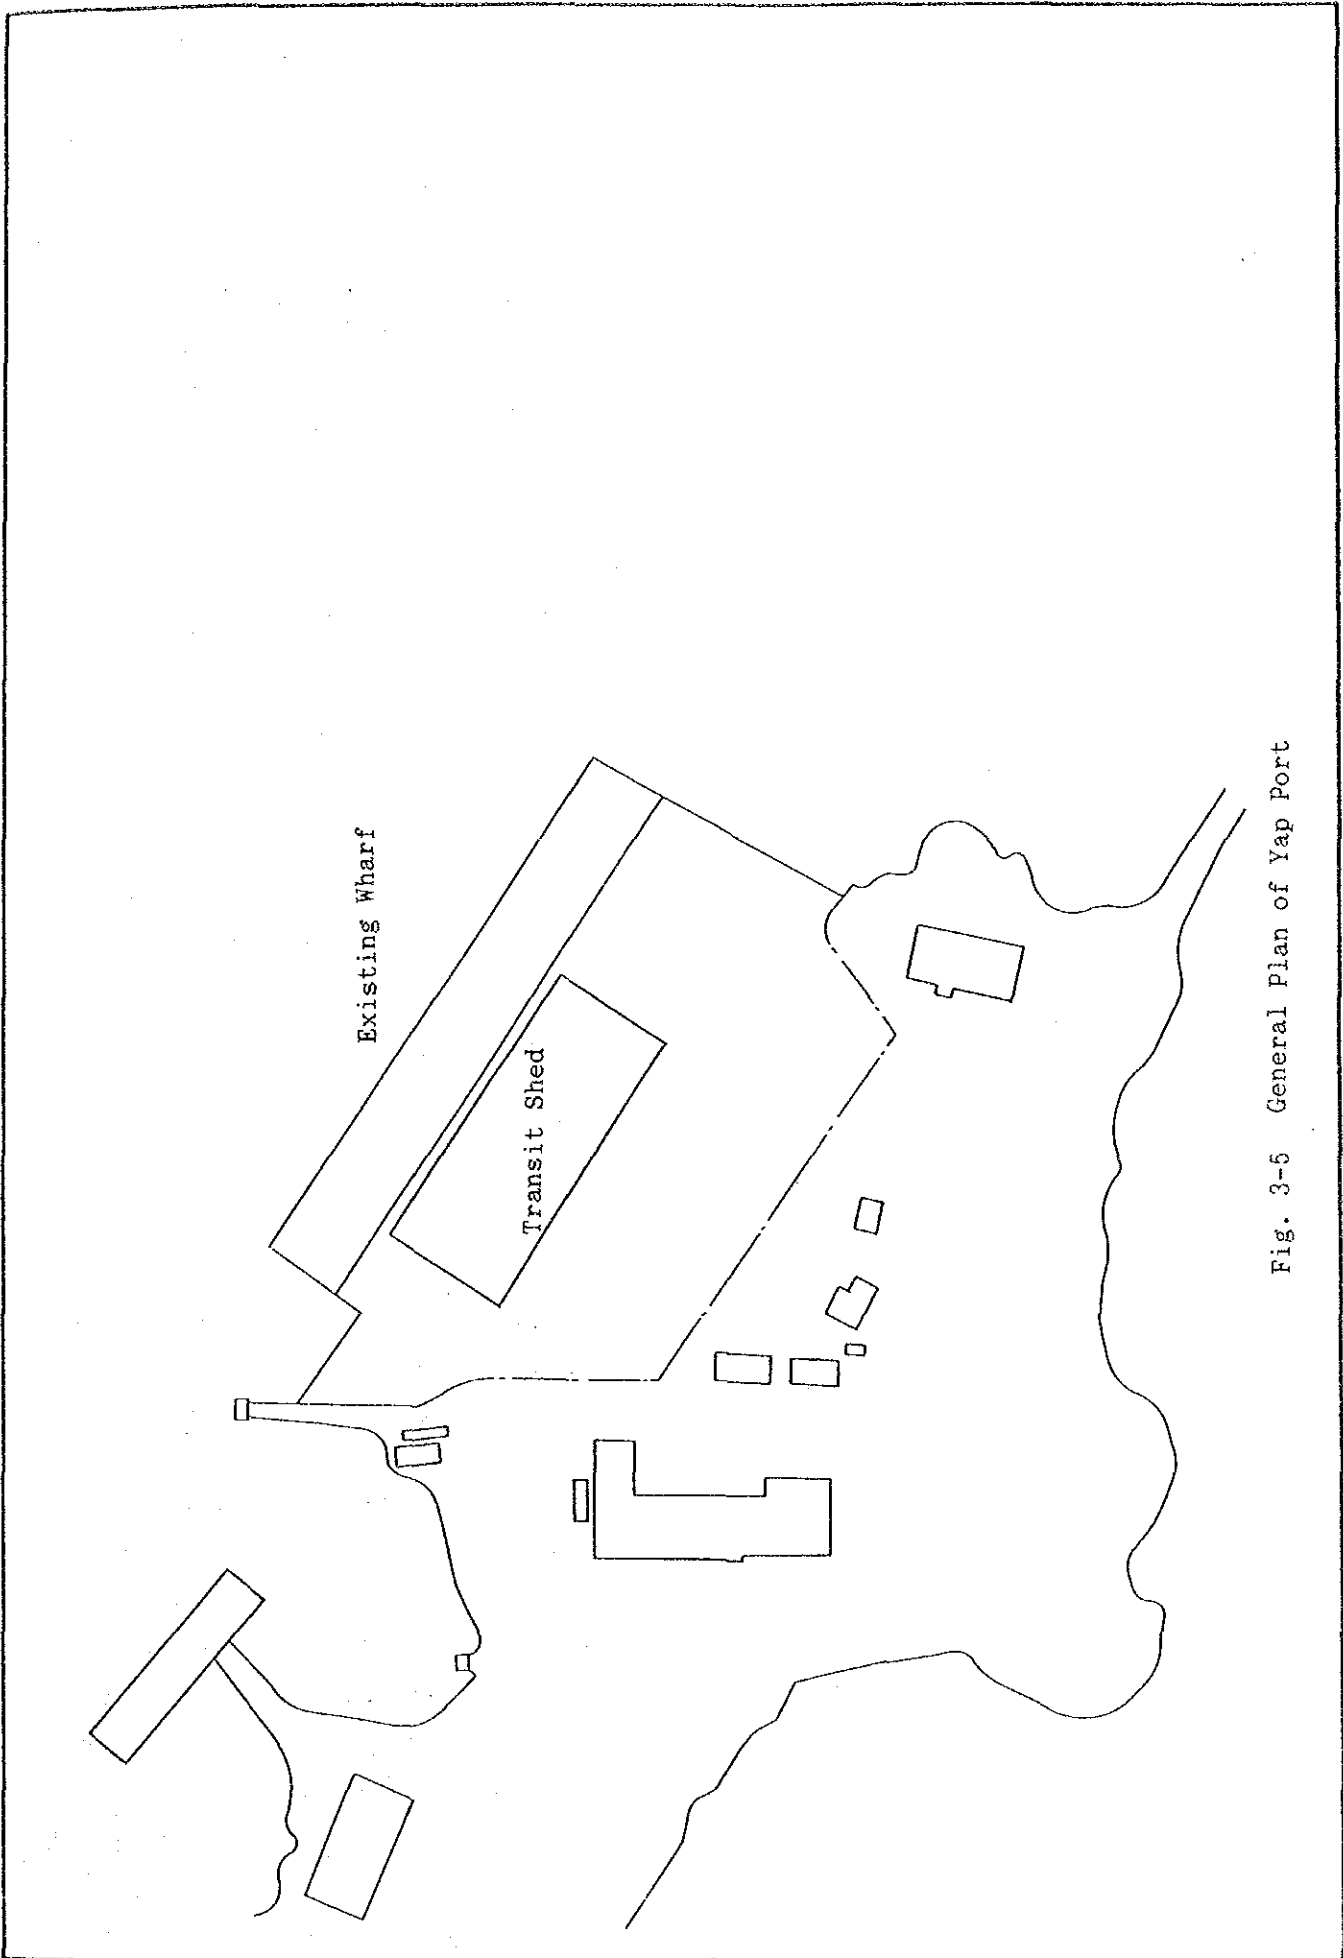 Existing Wharf
Transit Shed
Fig. 3-5 General Plan of Yap Port